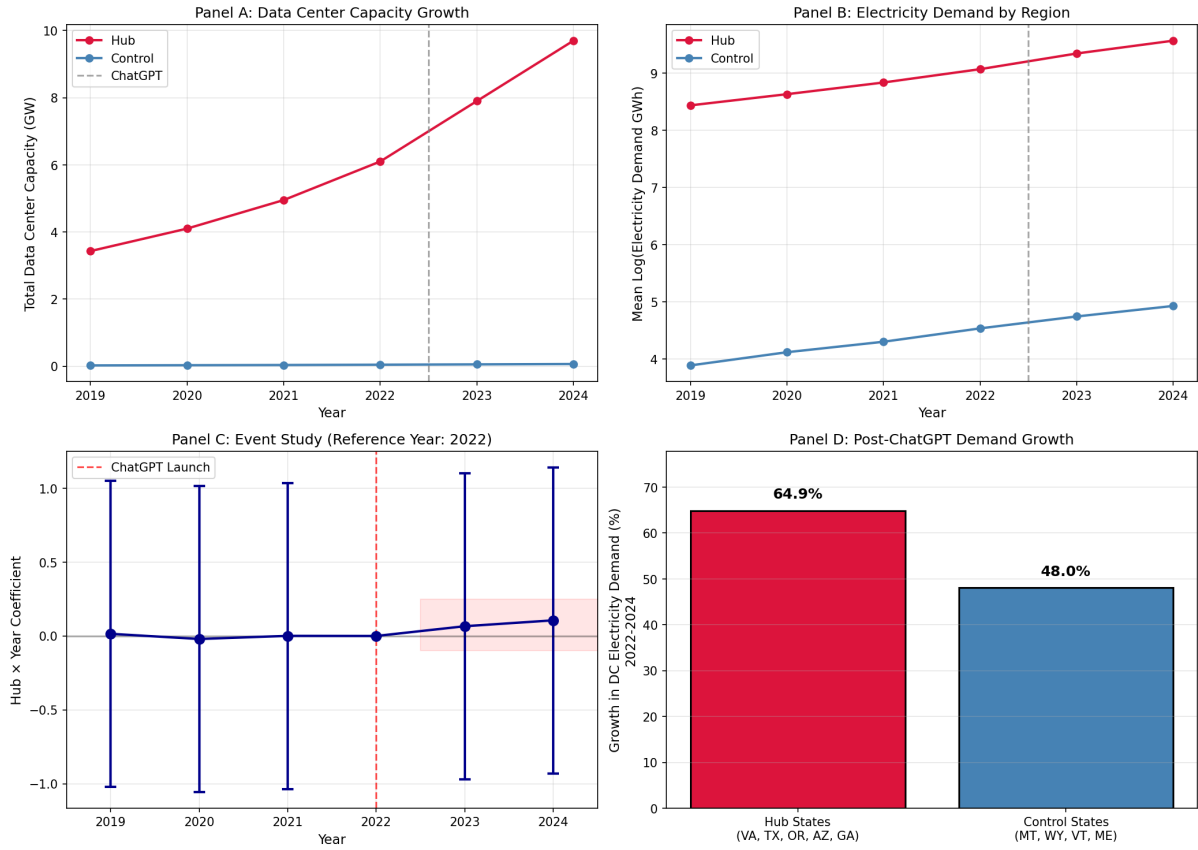 Panel A: Data Center Capacity Growth
Total Data Center Capacity (GW)
10
8
6
4
2
0
Hub
Control
ChatGPT
2019 2020 2021 2022 2023 2024
Year
Panel B: Electricity Demand by Region
Mean Log(Electricity Demand GWh)
9
8
7
6
5
4
Hub
Control
2019 2020 2021 2022 2023 2024
Year
Panel C: Event Study (Reference Year: 2022)
Hub × Year Coefficient
1.0
0.5
0.0
−0.5
−1.0
ChatGPT Launch
2019 2020 2021 2022 2023 2024
Year
Panel D: Post-ChatGPT Demand Growth
Growth in DC Electricity Demand (%)
2022-2024
70
60
50
40
30
20
10
0
64.9%
48.0%
Hub States
(VA, TX, OR, AZ, GA)
Control States
(MT, WY, VT, ME)